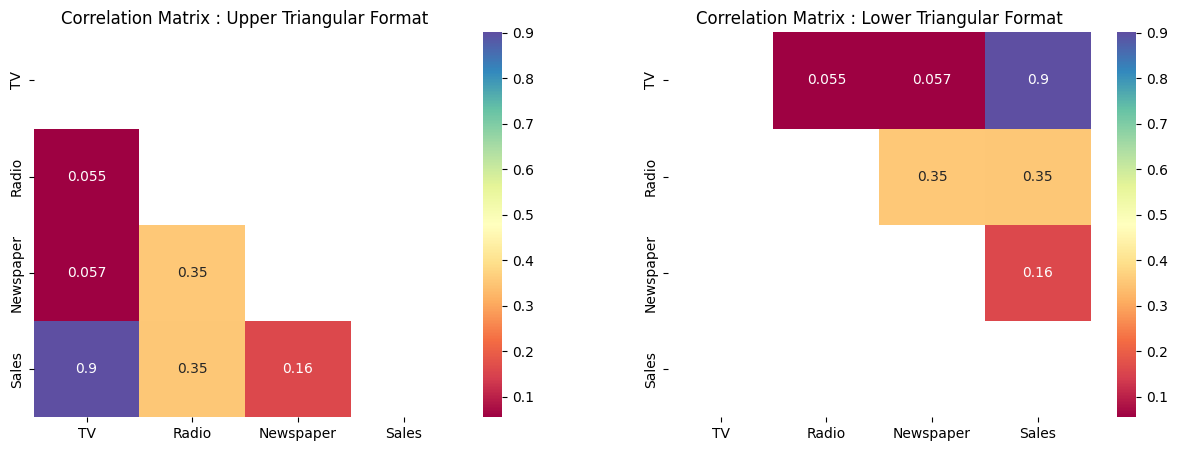 Correlation Matrix : Upper Triangular Format
TV
Radio
Newspaper
Sales
0.055
0.057
0.35
0.9
0.35
0.16
TV
Radio
Newspaper
Sales
0.9
0.8
0.7
0.6
0.5
0.4
0.3
0.2
0.1
Correlation Matrix : Lower Triangular Format
TV
Radio
Newspaper
Sales
0.055
0.057
0.9
0.35
0.35
0.16
TV
Radio
Newspaper
Sales
0.9
0.8
0.7
0.6
0.5
0.4
0.3
0.2
0.1